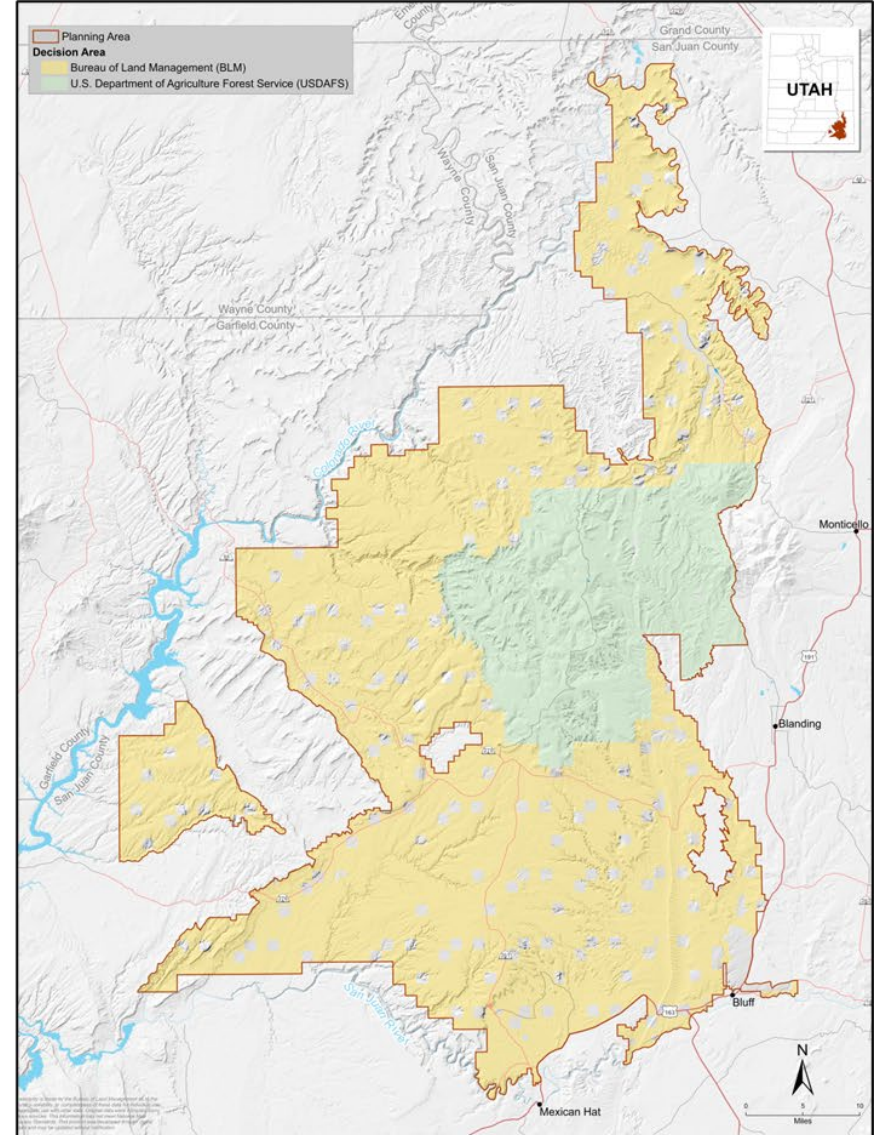 Planning Area
Decision Area
Bureau of Land Management (BLM)
U.S. Department of Agriculture Forest Service (USDAFS)
County
Grand County
San Juan County
UTAH
Wayne County
San Juan County
Wayne County
Garfield County
Colorado River
Monticello
191
Blanding
Garfield County
San Juan County
San Juan River
163
Bluff
Mexican Hat
N
0 5 10
Miles